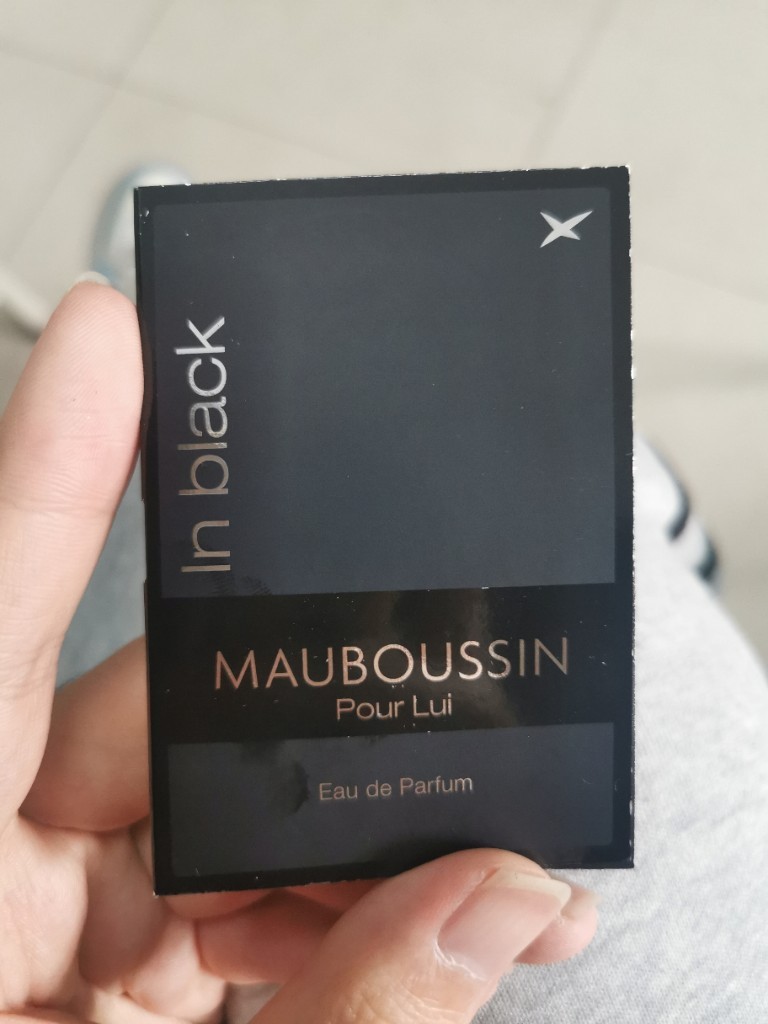 In black
MAUBOUSSIN
Pour Lui
Eau de Parfum